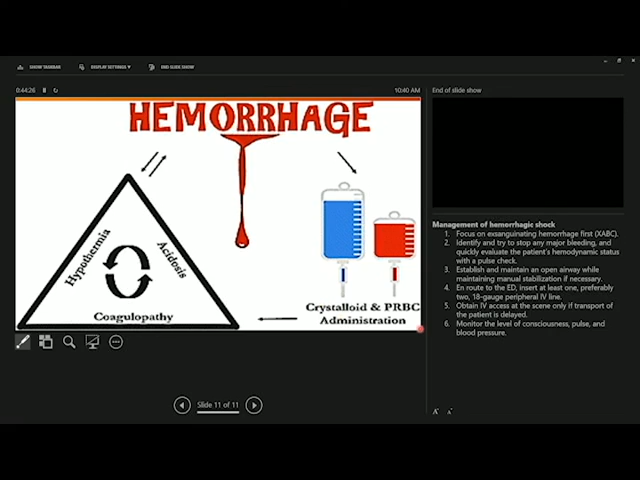 SHOW TASKBAR DISPLAY SETTINGS ▼ END SLIDE SHOW
0:44:26 10:40 AM
End of slide show
HEMORRHAGE
Hypothermia
Acidosis
Coagulopathy
Crystalloid & PRBC
Administration
Slide 11 of 11
Management of hemorrhagic shock
1. Focus on exsanguinating hemorrhage first (XABC).
2. Identify and try to stop any major bleeding, and
quickly evaluate the patient's hemodynamic status
with a pulse check.
3. Establish and maintain an open airway while
maintaining manual stabilization if necessary.
4. En route to the ED, insert at least one, preferably
two, 18-gauge peripheral IV line.
5. Obtain IV access at the scene only if transport of
the patient is delayed.
6. Monitor the level of consciousness, pulse, and
blood pressure.
A A